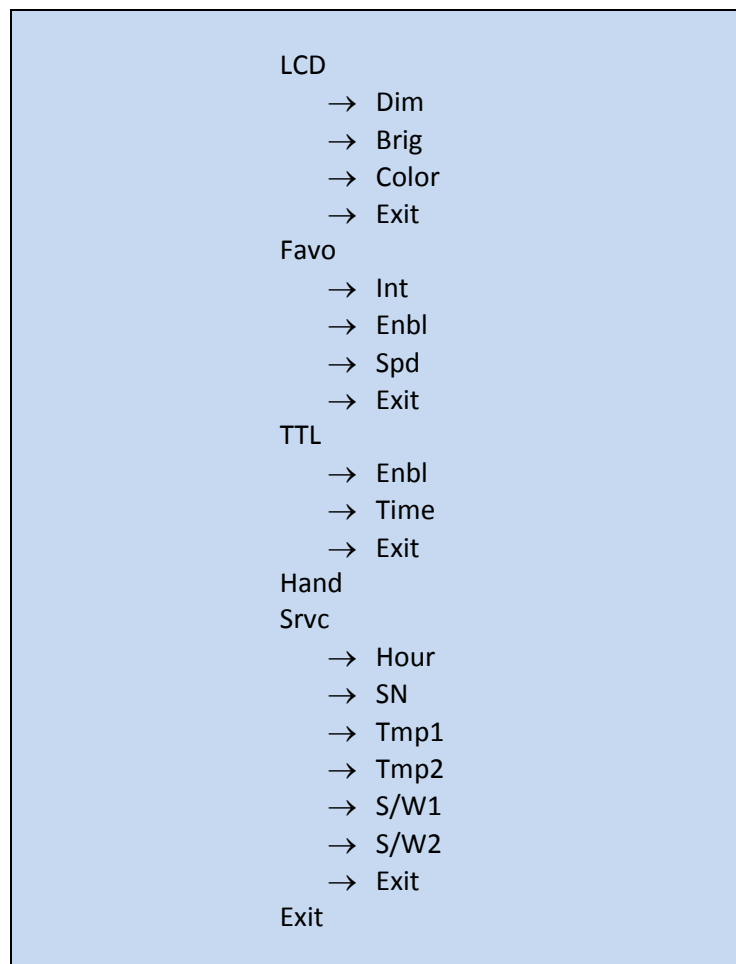 LCD
→ Dim
→ Brig
→ Color
→ Exit
Favo
→ Int
→ Enbl
→ Spd
→ Exit
TTL
→ Enbl
→ Time
→ Exit
Hand
Srvc
→ Hour
→ SN
→ Tmp1
→ Tmp2
→ S/W1
→ S/W2
→ Exit
Exit